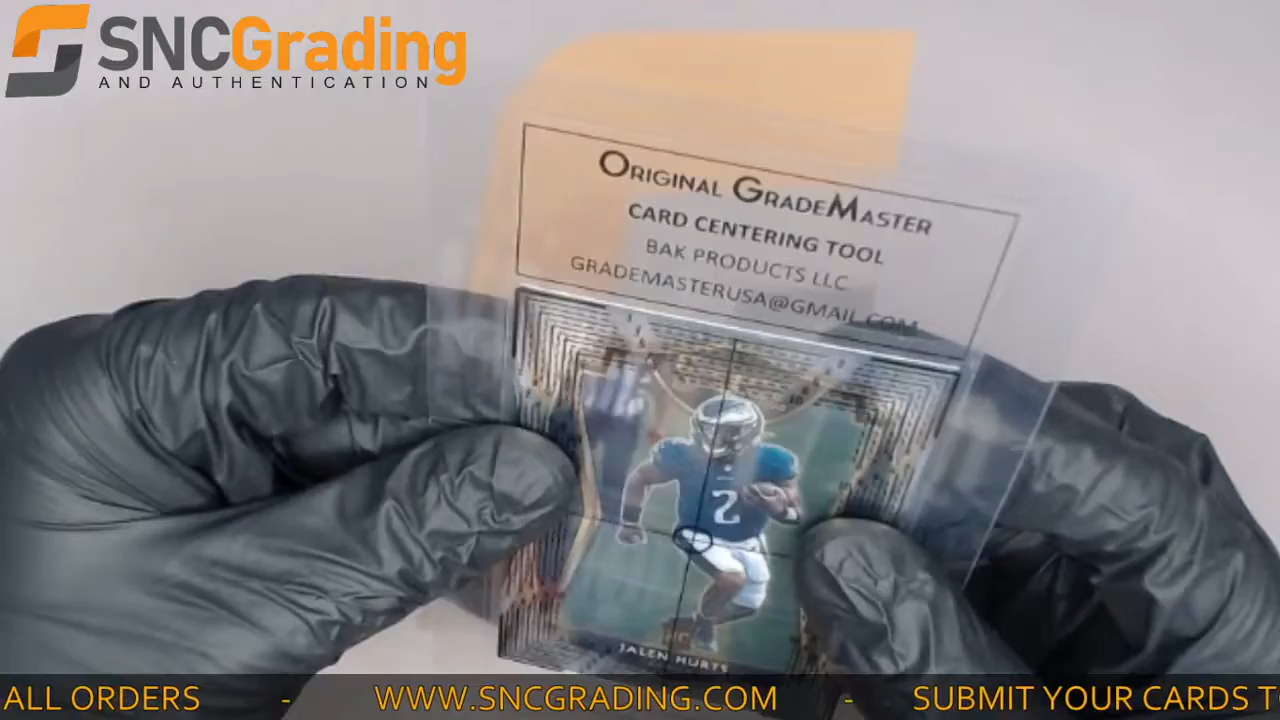 SNCGrading
AND AUTHENTICATION
ORIGINAL GRADEMASTER
CARD CENTERING TOOL
BAK PRODUCTS LLC
GRADEMASTERUSA@GMAIL.COM
2
JALEN HURTS
ALL ORDERS - WWW.SNCGRADING.COM - SUBMIT YOUR CARDS T